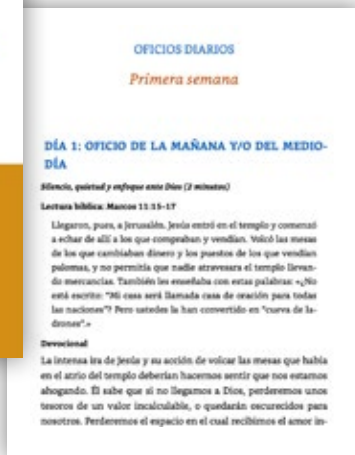 OFICIOS DIARIOS
Primera semana
DÍA 1: OFICIO DE LA MAÑANA Y/O DEL MEDIO-
DÍA
Silencio, quietud y enfoque ante Dios (2 minutos)
Lectura bíblica: Marcos 11:15-17
Llegaron, pues, a Jerusalén. Jesús entró en el templo y comenzó
a echar de allí a los que compraban y vendían. Volcó las mesas
de los que cambiaban dinero y los puestos de los que vendían
palomas, y no permitía que nadie atravesara el templo llevan-
do mercancías. También les enseñaba con estas palabras: «¿No
está escrito: "Mi casa será llamada casa de oración para todas
las naciones"? Pero ustedes la han convertido en "cueva de la-
drones".»
Devocional
La intensa ira de Jesús y su acción de volcar las mesas que había
en el atrio del templo deberían hacernos sentir que nos estamos
ahogando. Él sabe que si no llegamos a Dios, perderemos unos
tesoros de un valor incalculable, o quedarán oscurecidos para
nosotros. Perderemos el espacio en el cual recibimos el amor in-